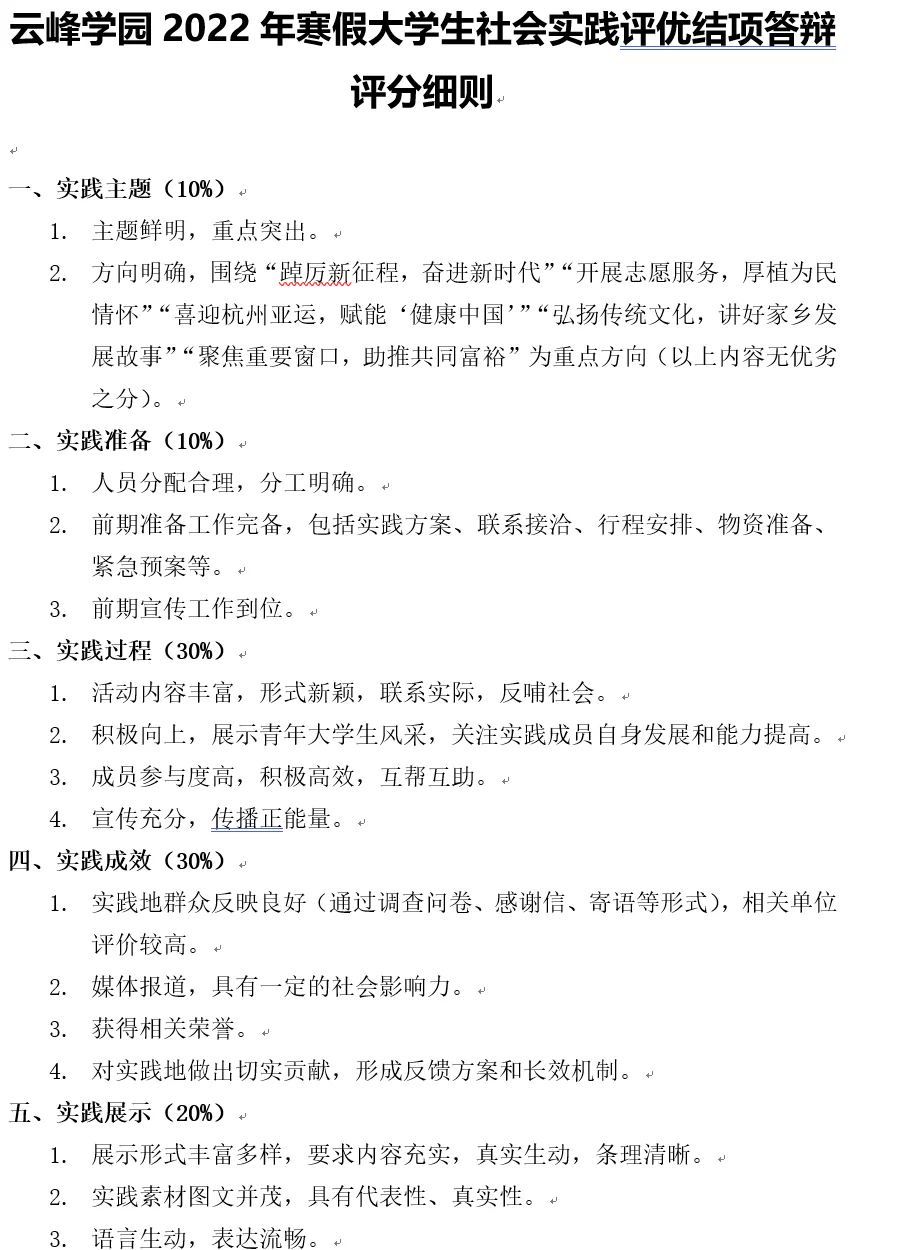 云峰学园 2022 年寒假大学生社会实践评优结项答辩
评分细则
一、实践主题（10%）
1. 主题鲜明，重点突出。
2. 方向明确，围绕“踔厉新征程，奋进新时代”“开展志愿服务，厚植为民
情怀”“喜迎杭州亚运，赋能‘健康中国’”“弘扬传统文化，讲好家乡发
展故事”“聚焦重要窗口，助推共同富裕”为重点方向（以上内容无优劣
之分）。
二、实践准备（10%）
1. 人员分配合理，分工明确。
2. 前期准备工作完备，包括实践方案、联系接洽、行程安排、物资准备、
紧急预案等。
3. 前期宣传工作到位。
三、实践过程（30%）
1. 活动内容丰富，形式新颖，联系实际，反哺社会。
2. 积极向上，展示青年大学生风采，关注实践成员自身发展和能力提高。
3. 成员参与度高，积极高效，互帮互助。
4. 宣传充分，传播正能量。
四、实践成效（30%）
1. 实践地群众反映良好（通过调查问卷、感谢信、寄语等形式），相关单位
评价较高。
2. 媒体报道，具有一定的社会影响力。
3. 获得相关荣誉。
4. 对实践地做出切实贡献，形成反馈方案和长效机制。
五、实践展示（20%）
1. 展示形式丰富多样，要求内容充实，真实生动，条理清晰。
2. 实践素材图文并茂，具有代表性、真实性。
3. 语言生动，表达流畅。